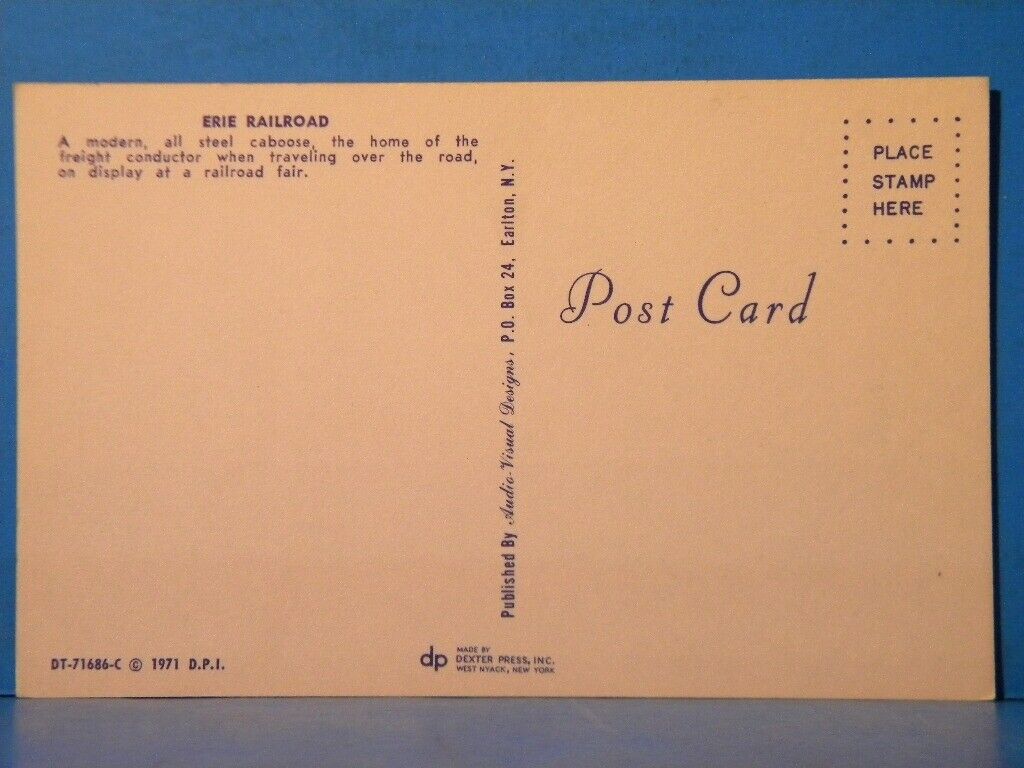 ERIE RAILROAD
A modern, all steel caboose, the home of the
freight conductor when traveling over the road,
on display at a railroad fair.
DT-71686-C © 1971 D.P.I.
Published By Audio-Visual Designs, P.O. Box 24, Earlton, N.Y.
dp
MADE BY
DEXTER PRESS, INC.
WEST NYACK, NEW YORK
PLACE
STAMP
HERE
Post Card